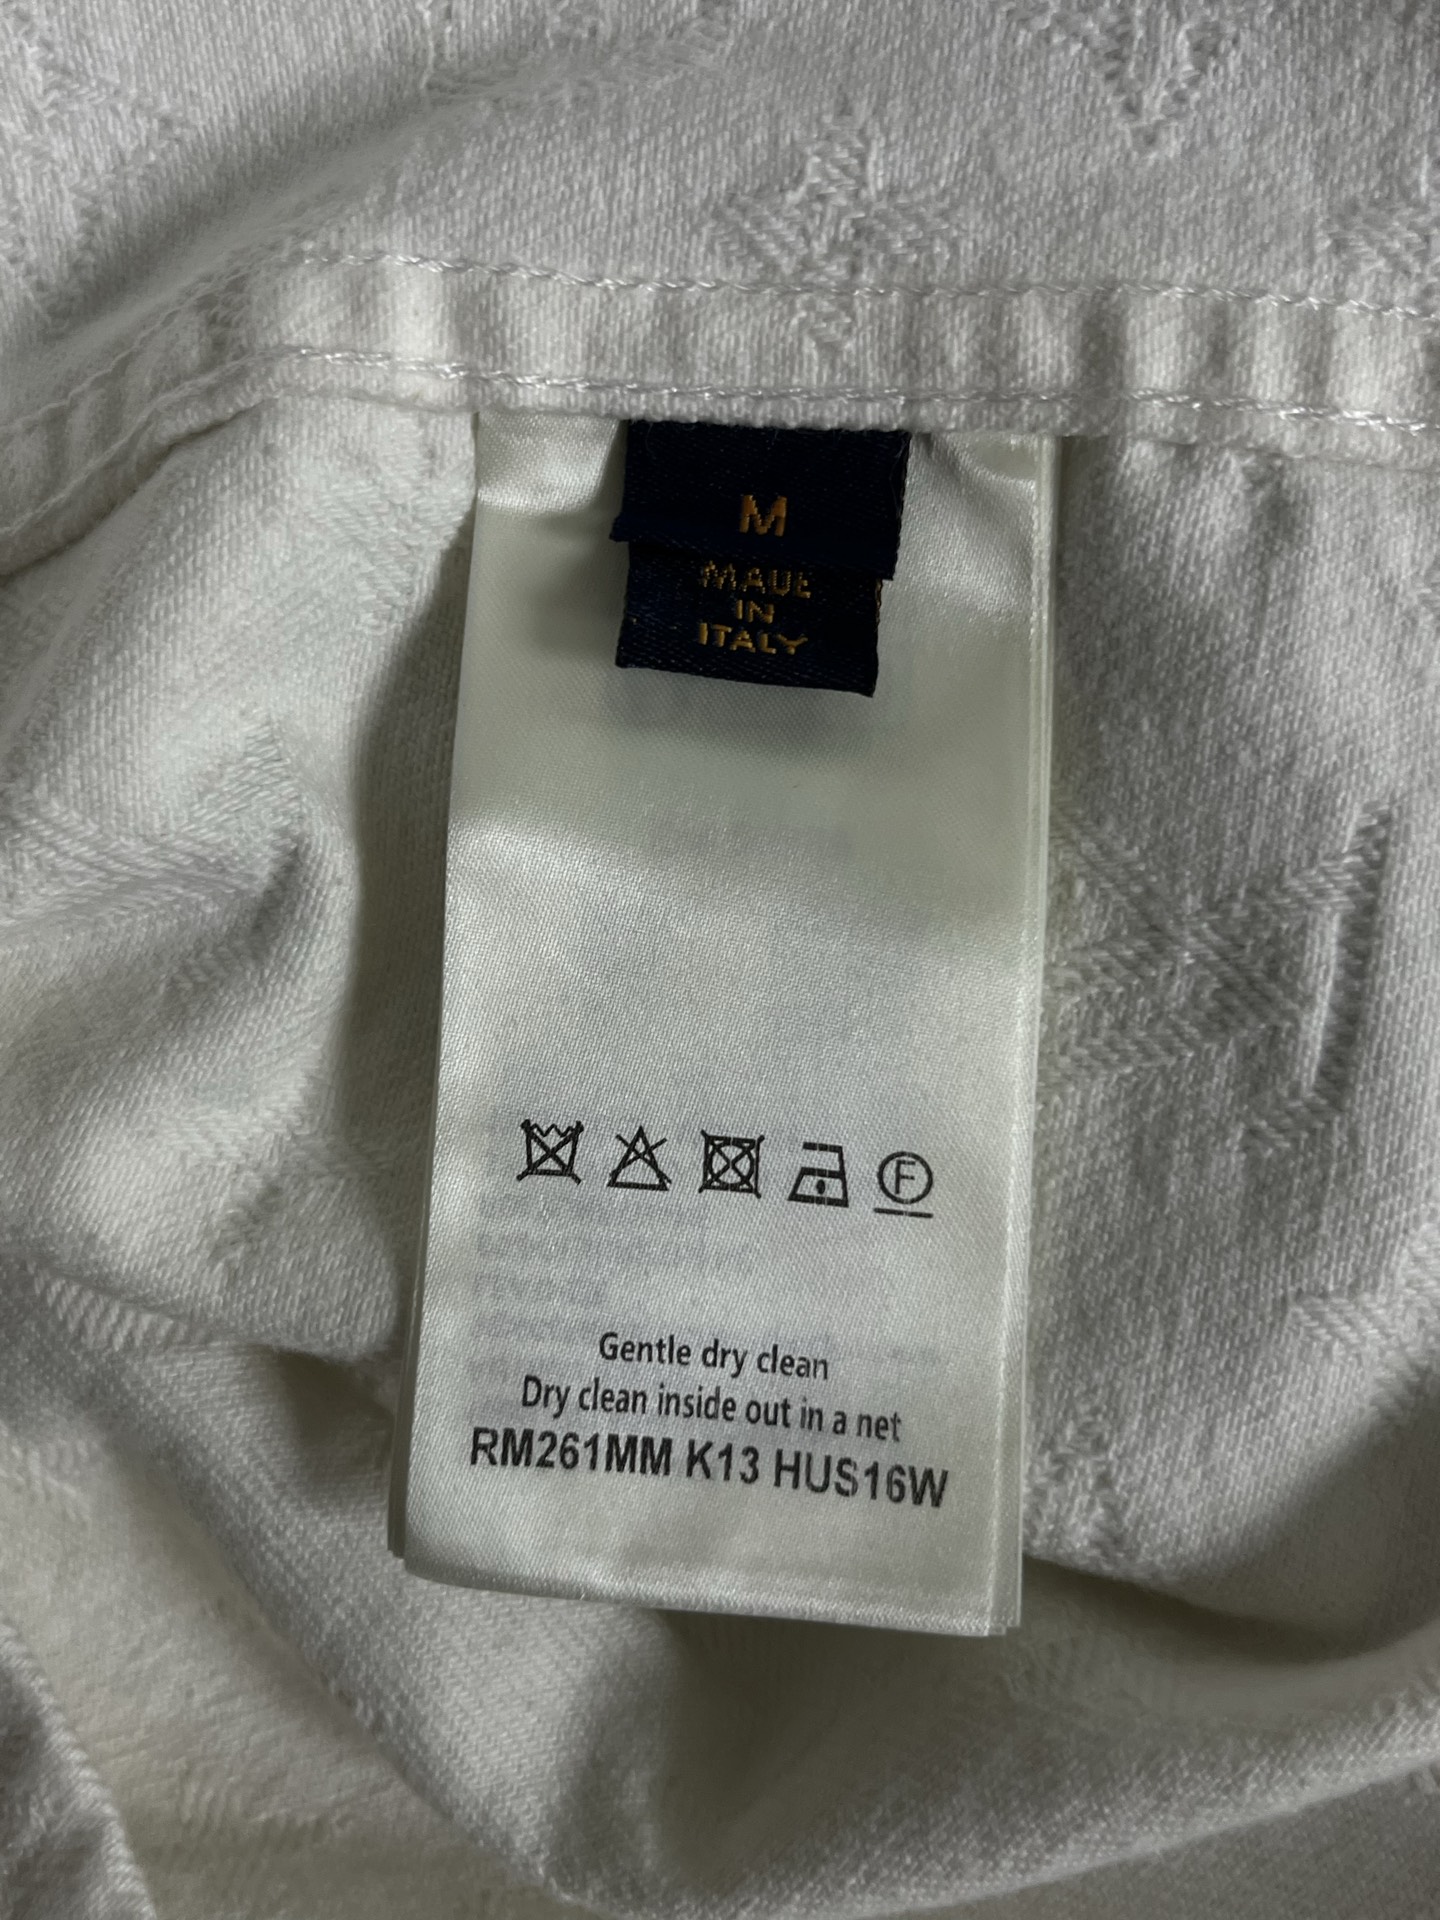 M
MADE
IN
ITALY
F
Gentle dry clean
Dry clean inside out in a net
RM261MM K13 HUS16W